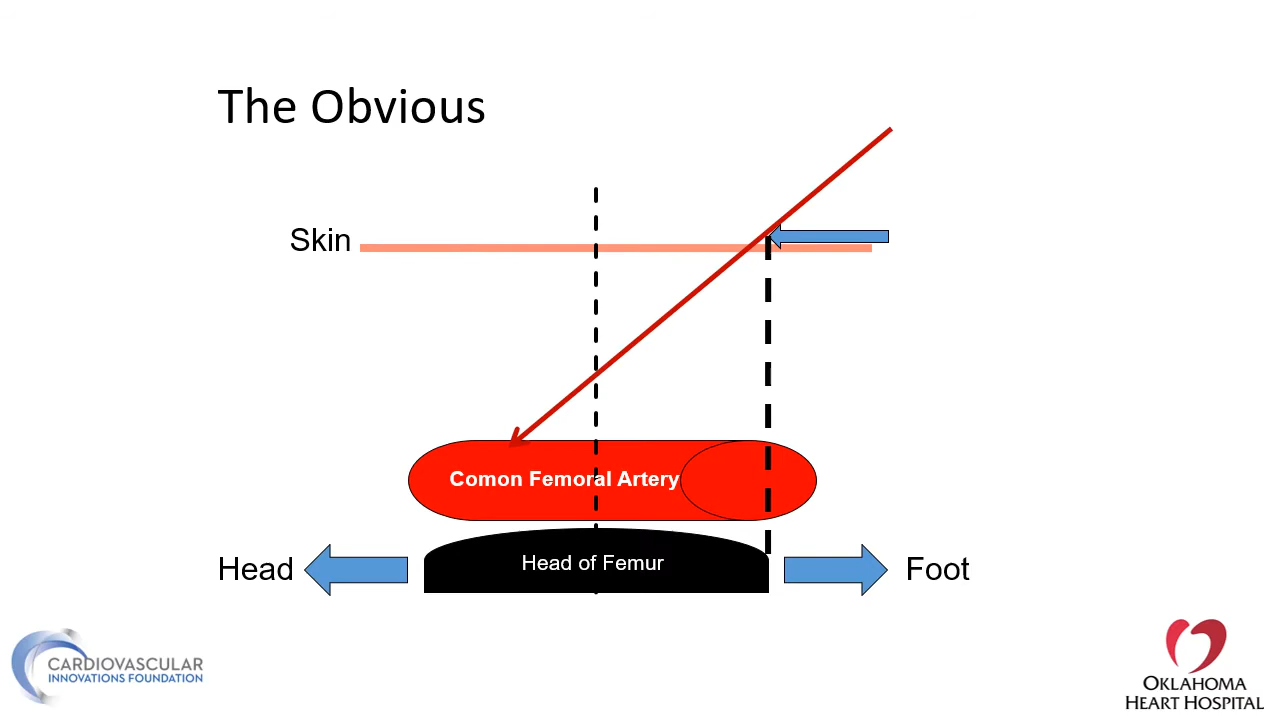 The Obvious
Skin
Comon Femoral Artery
Head of Femur
Head
Foot
CARDIOVASCULAR
INNOVATIONS FOUNDATION
OKLAHOMA
HEART HOSPITAL